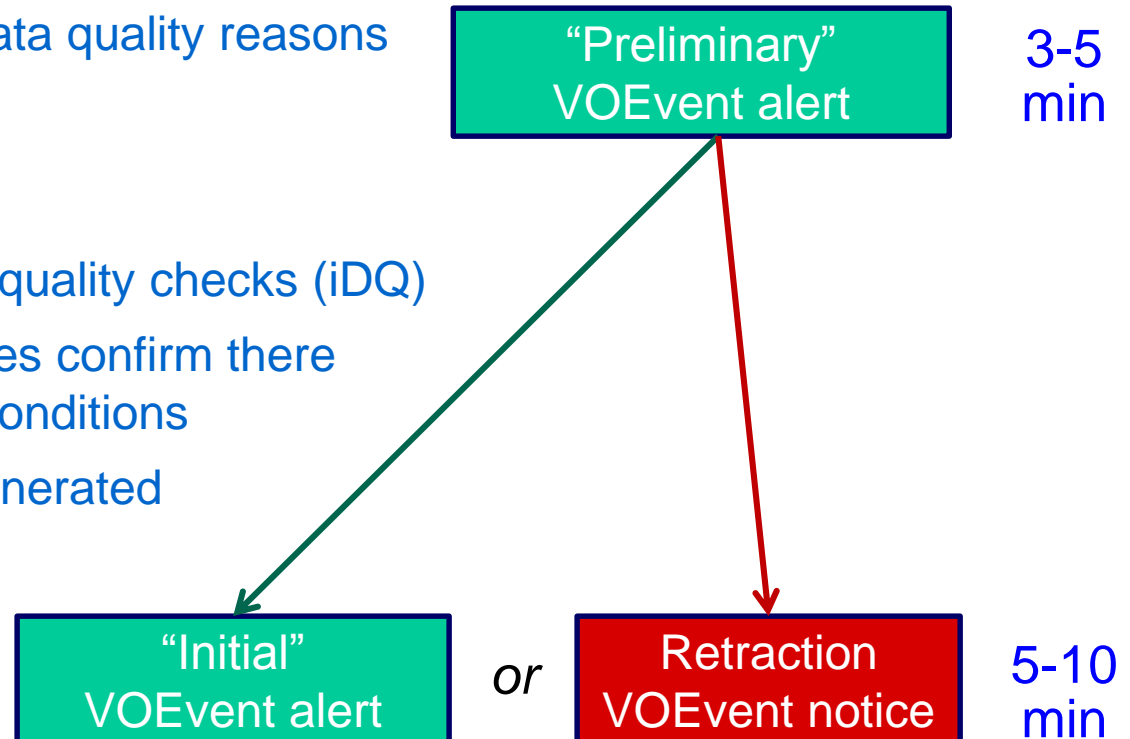 ata quality reasons
“Preliminary”
VOEvent alert
3-5
min
quality checks (iDQ)
es confirm there
onditions
nerated
“Initial”
VOEvent alert
or
Retraction
VOEvent notice
5-10
min